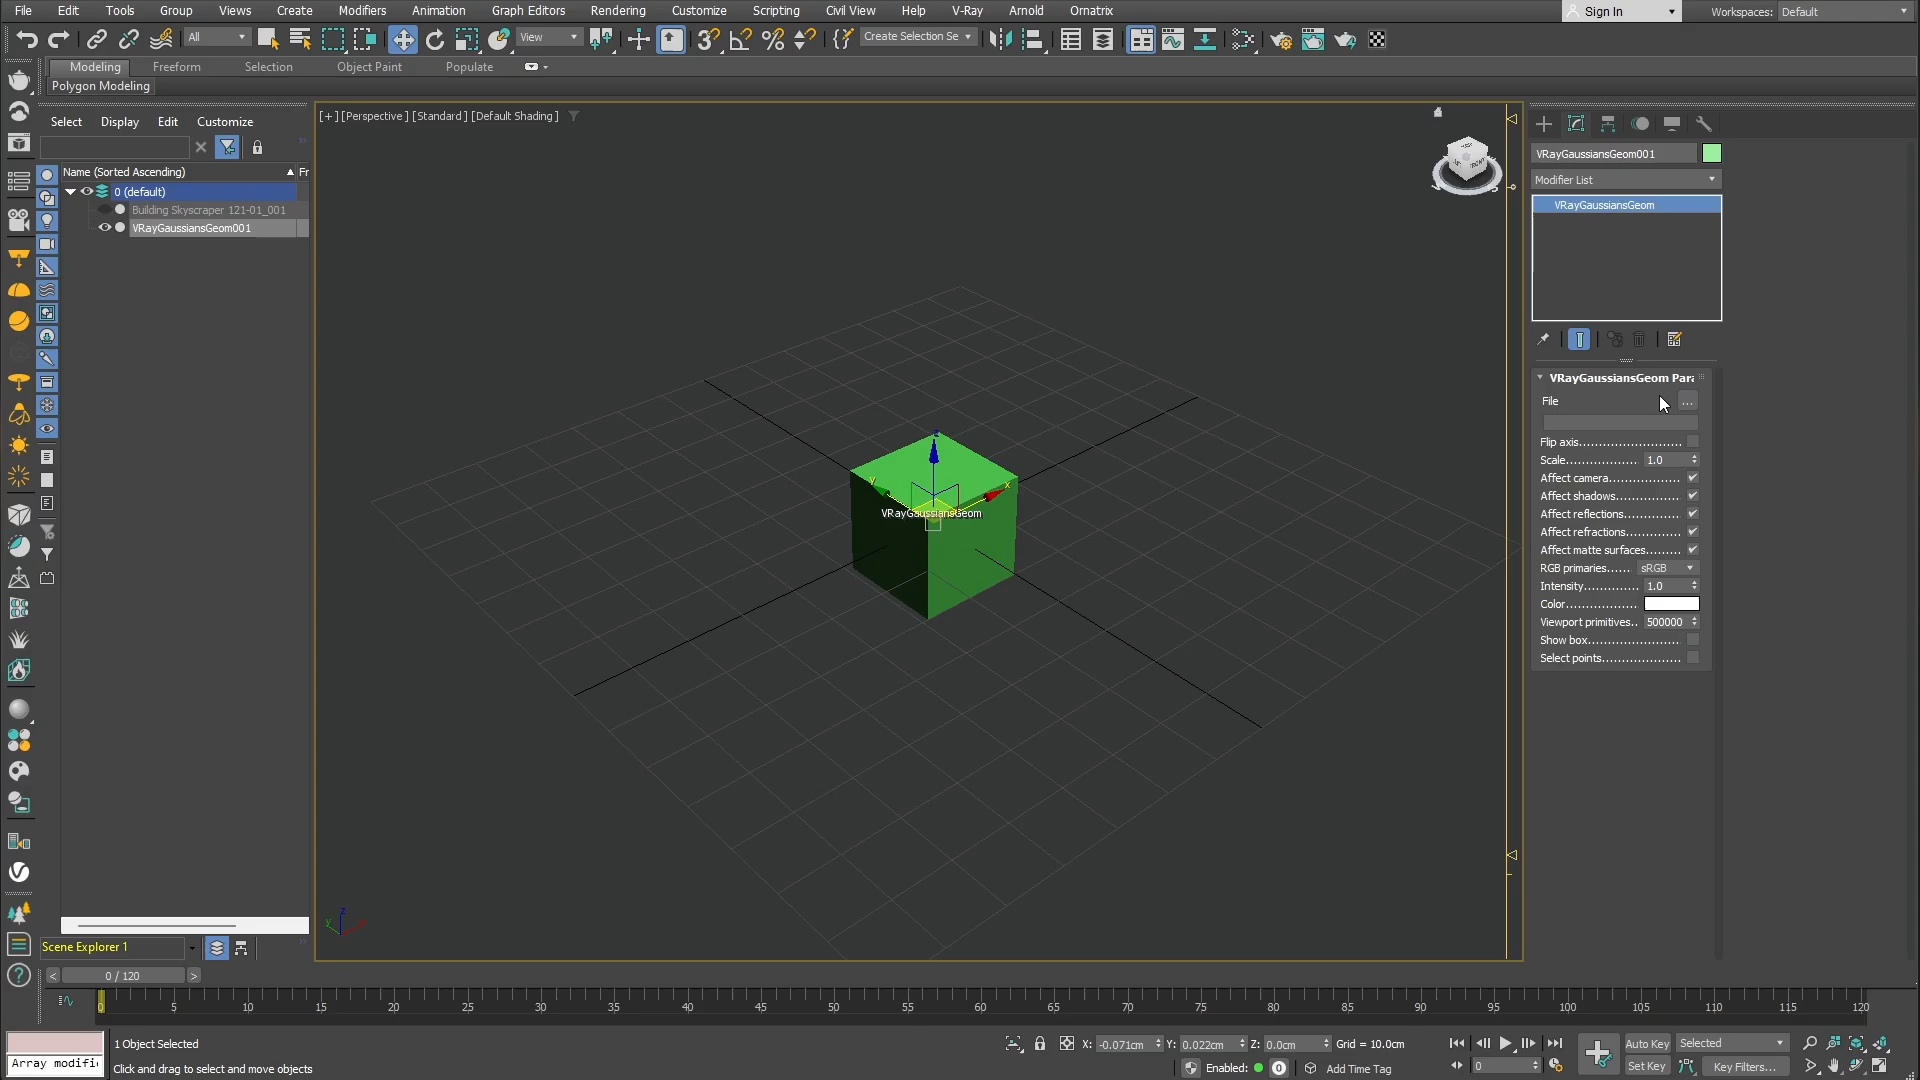 File Edit Tools Group Views Create Modifiers Animation Graph Editors Rendering Customize Scripting Civil View Help V-Ray Arnold Ornatrix Sign In Workspaces: Default
All View Create Selection Se
Modeling Freeform Selection Object Paint Populate
Polygon Modeling
Select Display Edit Customize
Name (Sorted Ascending) Fr
0 (default)
Building Skyscraper 121-01_001
VRayGaussiansGeom001
Scene Explorer 1
[+] [Perspective] [Standard] [Default Shading]
FRONT
z
y x
VRayGaussiansGeom
z
y
VRayGaussiansGeom001
Modifier List
VRayGaussiansGeom
VRayGaussiansGeom Para
File ...
Flip axis
Scale 1.0
Affect camera
Affect shadows
Affect reflections
Affect refractions
Affect matte surfaces
RGB primaries sRGB
Intensity 1.0
Color
Viewport primitives 500000
Show box
Select points
< 0 / 120 >
0 5 10 15 20 25 30 35 40 45 50 55 60 65 70 75 80 85 90 95 100 105 110 115 120
1 Object Selected X: -0.071cm Y: 0.022cm Z: 0.0cm Grid = 10.0cm Auto Key Selected
Array modifi Click and drag to select and move objects Enabled: 0 Add Time Tag 0 Set Key Key Filters...